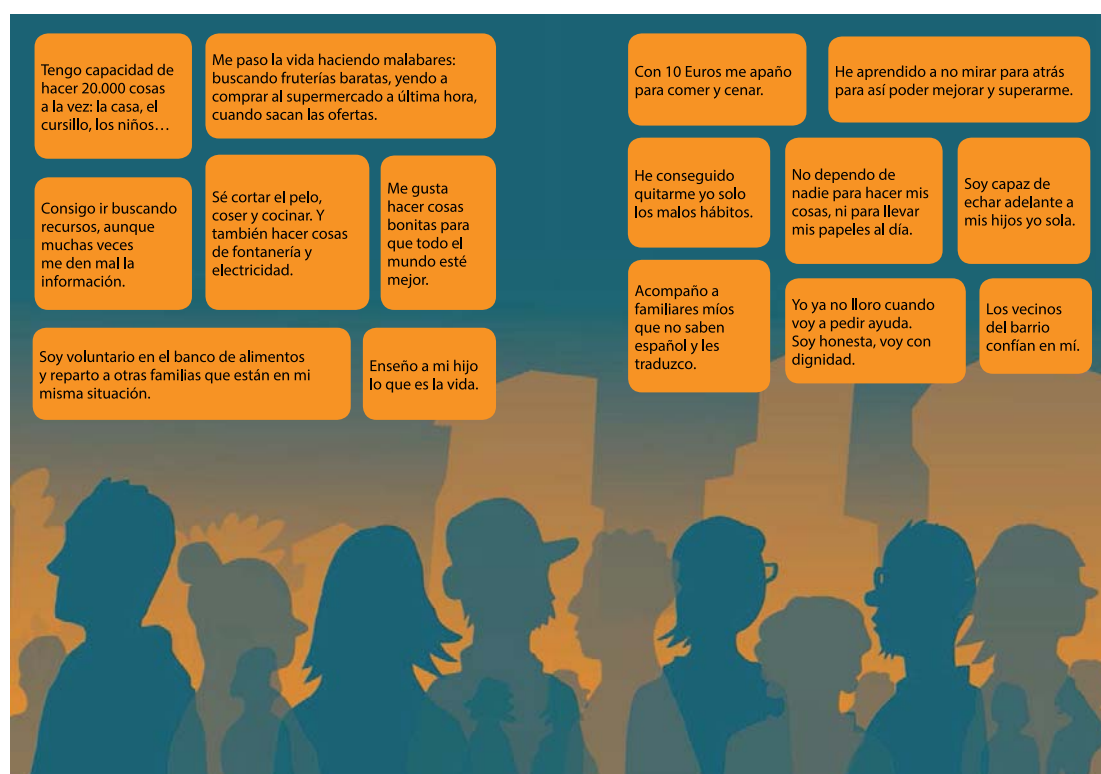 Tengo capacidad de
hacer 20.000 cosas
a la vez: la casa, el
cursillo, los niños…
Me paso la vida haciendo malabares:
buscando fruterías baratas, yendo a
comprar al supermercado a última hora,
cuando sacan las ofertas.
Consigo ir buscando
recursos, aunque
muchas veces
me den mal la
información.
Sé cortar el pelo,
coser y cocinar. Y
también hacer cosas
de fontanería y
electricidad.
Me gusta
hacer cosas
bonitas para
que todo el
mundo esté
mejor.
Soy voluntario en el banco de alimentos
y reparto a otras familias que están en mi
misma situación.
Enseño a mi hijo
lo que es la vida.
Con 10 Euros me apaño
para comer y cenar.
He aprendido a no mirar para atrás
para así poder mejorar y superarme.
He conseguido
quitarme yo solo
los malos hábitos.
No dependo de
nadie para hacer mis
cosas, ni para llevar
mis papeles al día.
Soy capaz de
echar adelante a
mis hijos yo sola.
Acompaño a
familiares míos
que no saben
español y les
traduzco.
Yo ya no lloro cuando
voy a pedir ayuda.
Soy honesta, voy con
dignidad.
Los vecinos
del barrio
confían en mí.